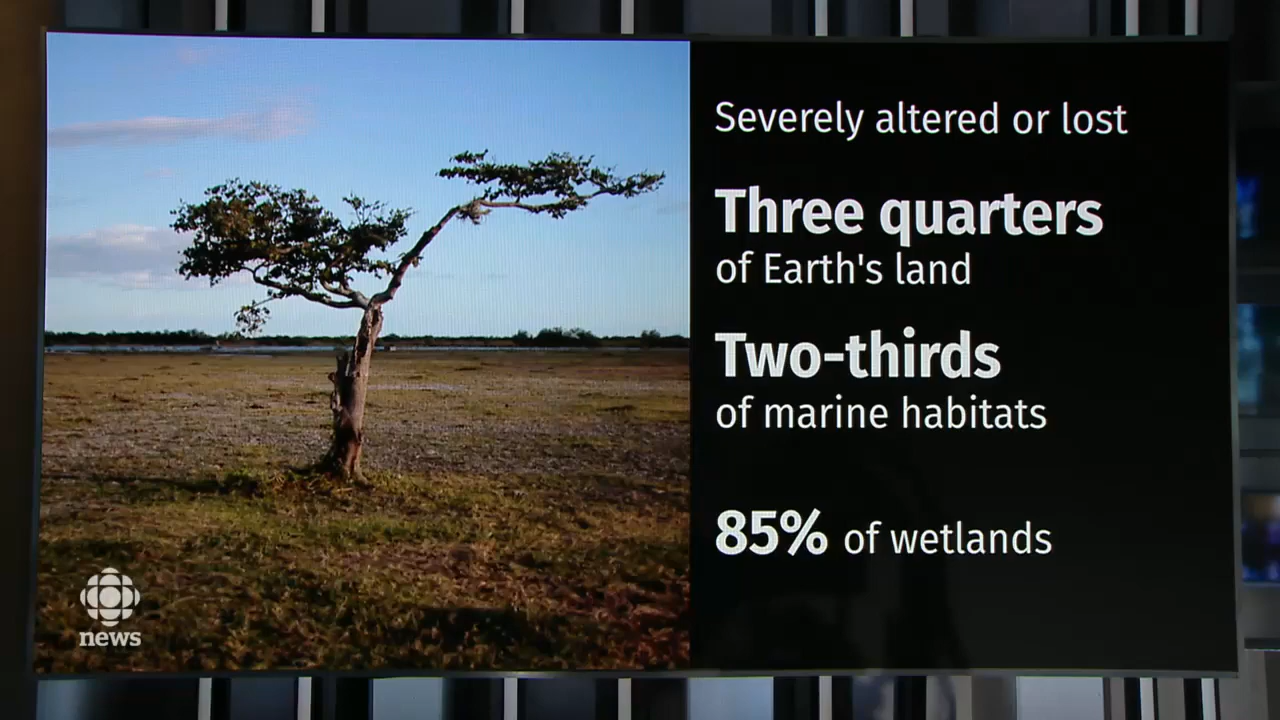 Severely altered or lost
Three quarters
of Earth's land
Two-thirds
of marine habitats
85% of wetlands
news